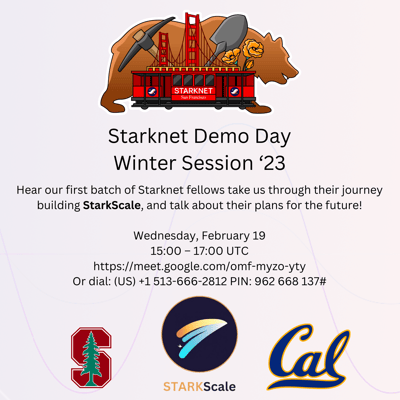 STARKNET
San Francisco
Starknet Demo Day
Winter Session ‘23
Hear our first batch of Starknet fellows take us through their journey
building StarkScale, and talk about their plans for the future!
Wednesday, February 19
15:00 – 17:00 UTC
https://meet.google.com/omf-myzo-yty
Or dial: (US) +1 513-666-2812 PIN: 962 668 137#
S
Cal
STARKScale